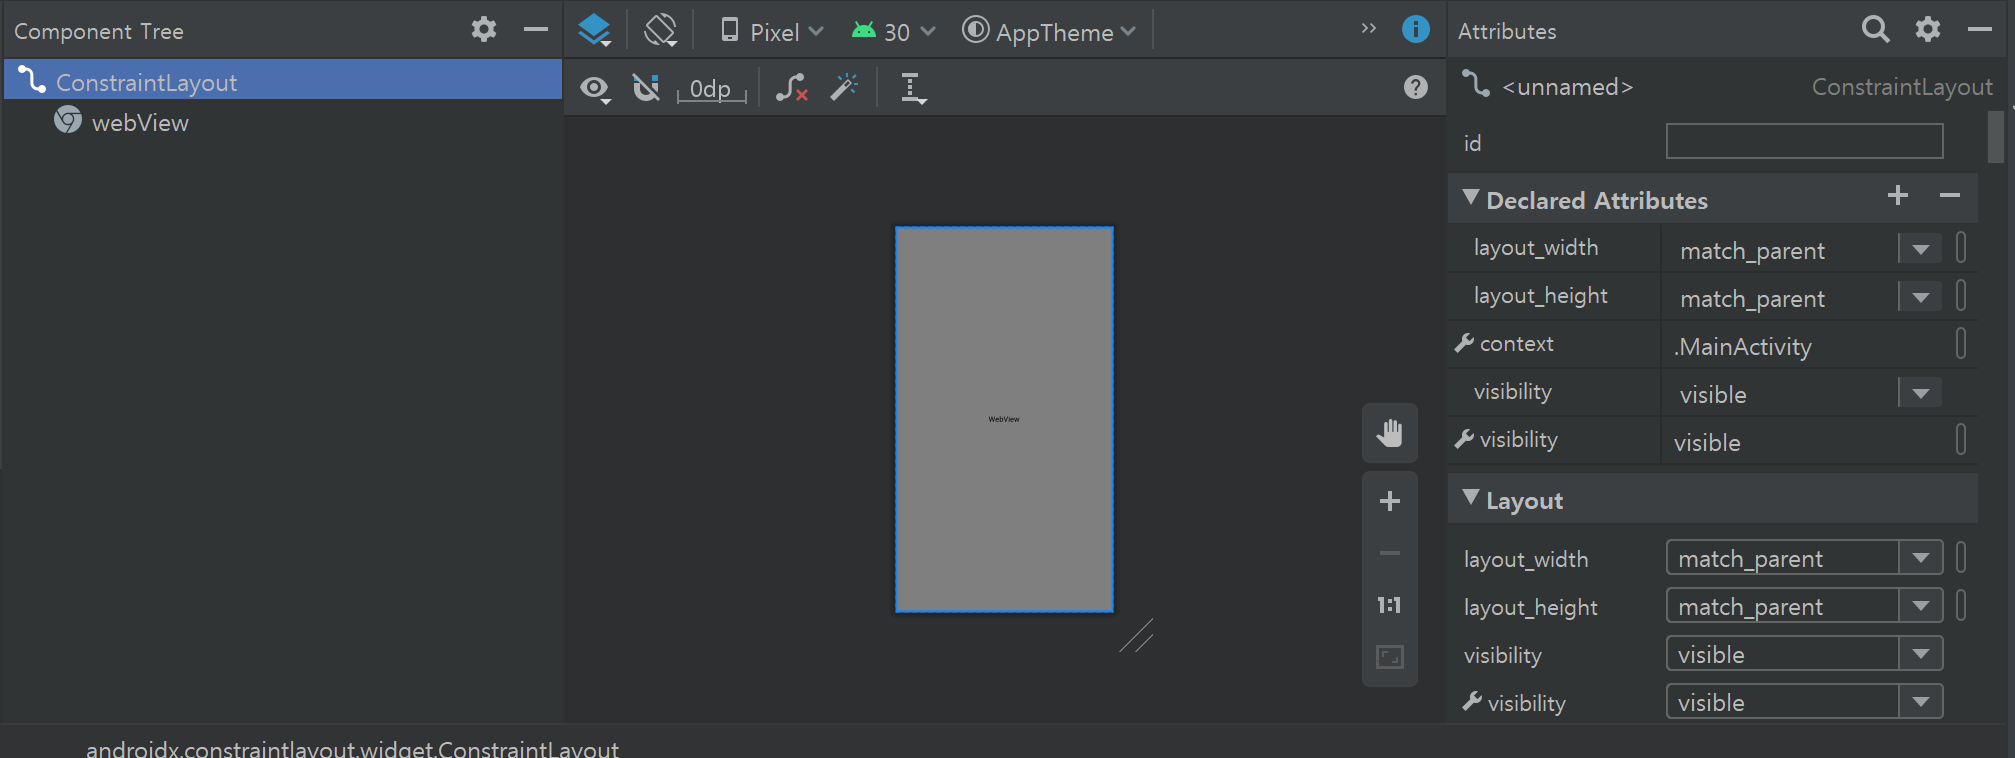 Component Tree
ConstraintLayout
webView
Pixel
30
AppTheme
0dp
WebView
1:1
Attributes
<unnamed>
ConstraintLayout
id
Declared Attributes
layout_width
match_parent
layout_height
match_parent
context
.MainActivity
visibility
visible
visibility
visible
Layout
layout_width
match_parent
layout_height
match_parent
visibility
visible
visibility
visible
androidx.constraintlayout.widget.ConstraintLayout